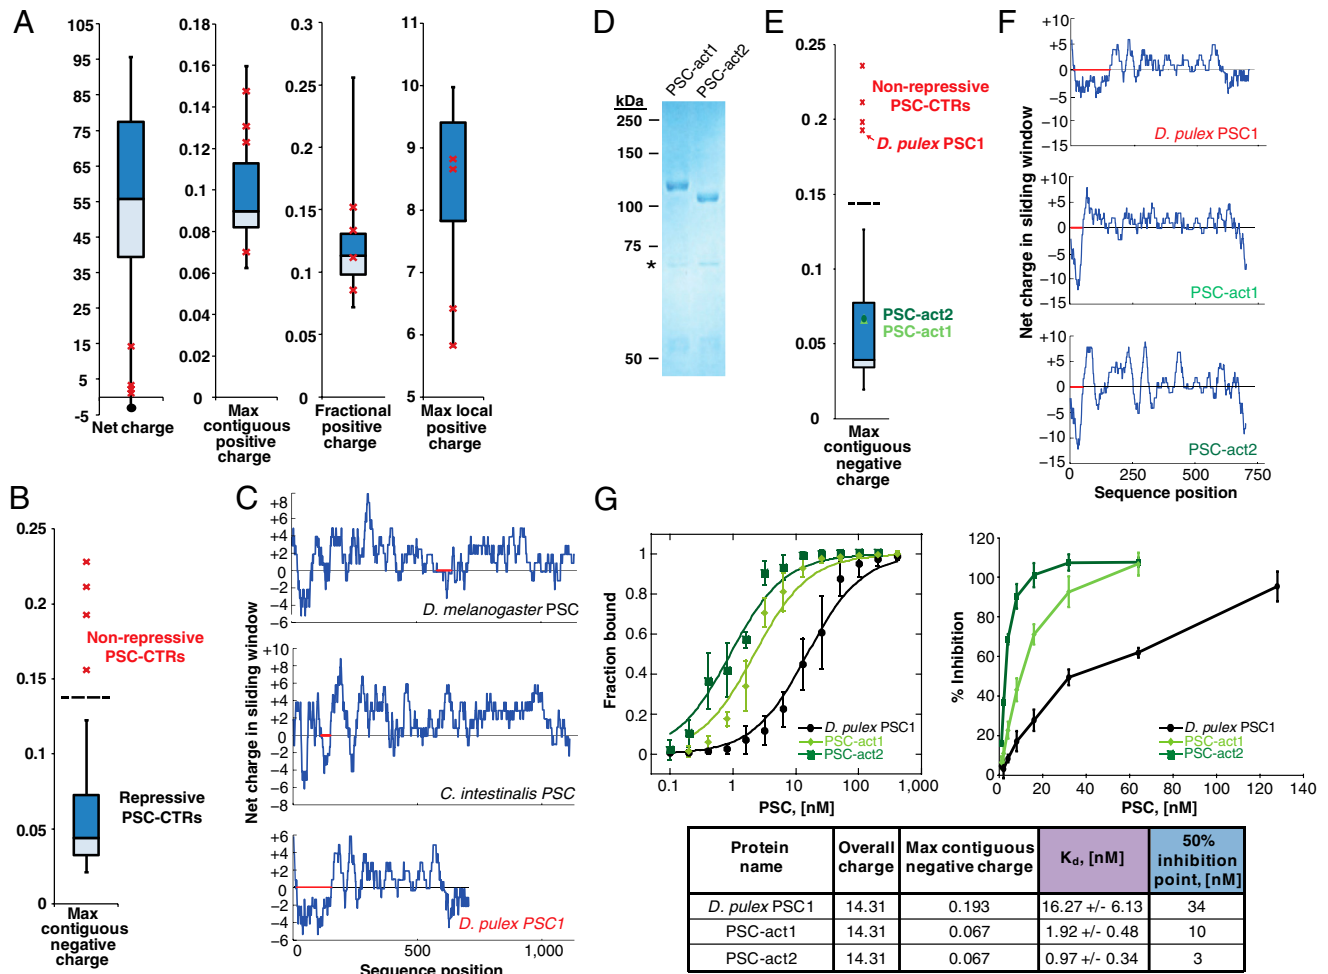 A
105
95
85
75
65
55
45
35
25
15
5
-5
Net charge
0.18
0.16
0.14
0.12
0.1
0.08
0.06
0.04
0.02
0
Max
contiguous
positive
charge
0.3
0.25
0.2
0.15
0.1
0.05
0
Fractional
positive
charge
11
10
9
8
7
6
5
Max local
positive
charge
B
0.25
0.2
0.15
0.1
0.05
0
Non-repressive
PSC-CTRs
Repressive
PSC-CTRs
Max
contiguous
negative
charge
C
Net charge in sliding window
+8
+6
+4
+2
0
−2
−4
−6
D. melanogaster PSC
+10
+8
+6
+4
+2
0
−2
−4
−6
−8
C. intestinalis PSC
+6
+4
+2
0
−2
−4
−6
D. pulex PSC1
0
500
1,000
Sequence position
D
PSC-act1
PSC-act2
kDa
250
150
100
75
*
50
E
0.25
0.2
0.15
0.1
0.05
0
Non-repressive
PSC-CTRs
D. pulex PSC1
PSC-act2
PSC-act1
Max
contiguous
negative
charge
F
Net charge in sliding window
+10
+5
0
−5
−10
−15
D. pulex PSC1
+10
+5
0
−5
−10
−15
PSC-act1
+10
+5
0
−5
−10
−15
PSC-act2
0
250
500
750
Sequence position
G
Fraction bound
1
0.8
0.6
0.4
0.2
0
D. pulex PSC1
PSC-act1
PSC-act2
0.1
1
10
100
1,000
PSC, [nM]
% Inhibition
120
100
80
60
40
20
0
D. pulex PSC1
PSC-act1
PSC-act2
0
20
40
60
80
100
120
140
PSC, [nM]
Protein name
Overall charge
Max contiguous negative charge
Kd, [nM]
50% inhibition point, [nM]
D. pulex PSC1 14.31 0.193 16.27 +/- 6.13 34
PSC-act1 14.31 0.067 1.92 +/- 0.48 10
PSC-act2 14.31 0.067 0.97 +/- 0.34 3